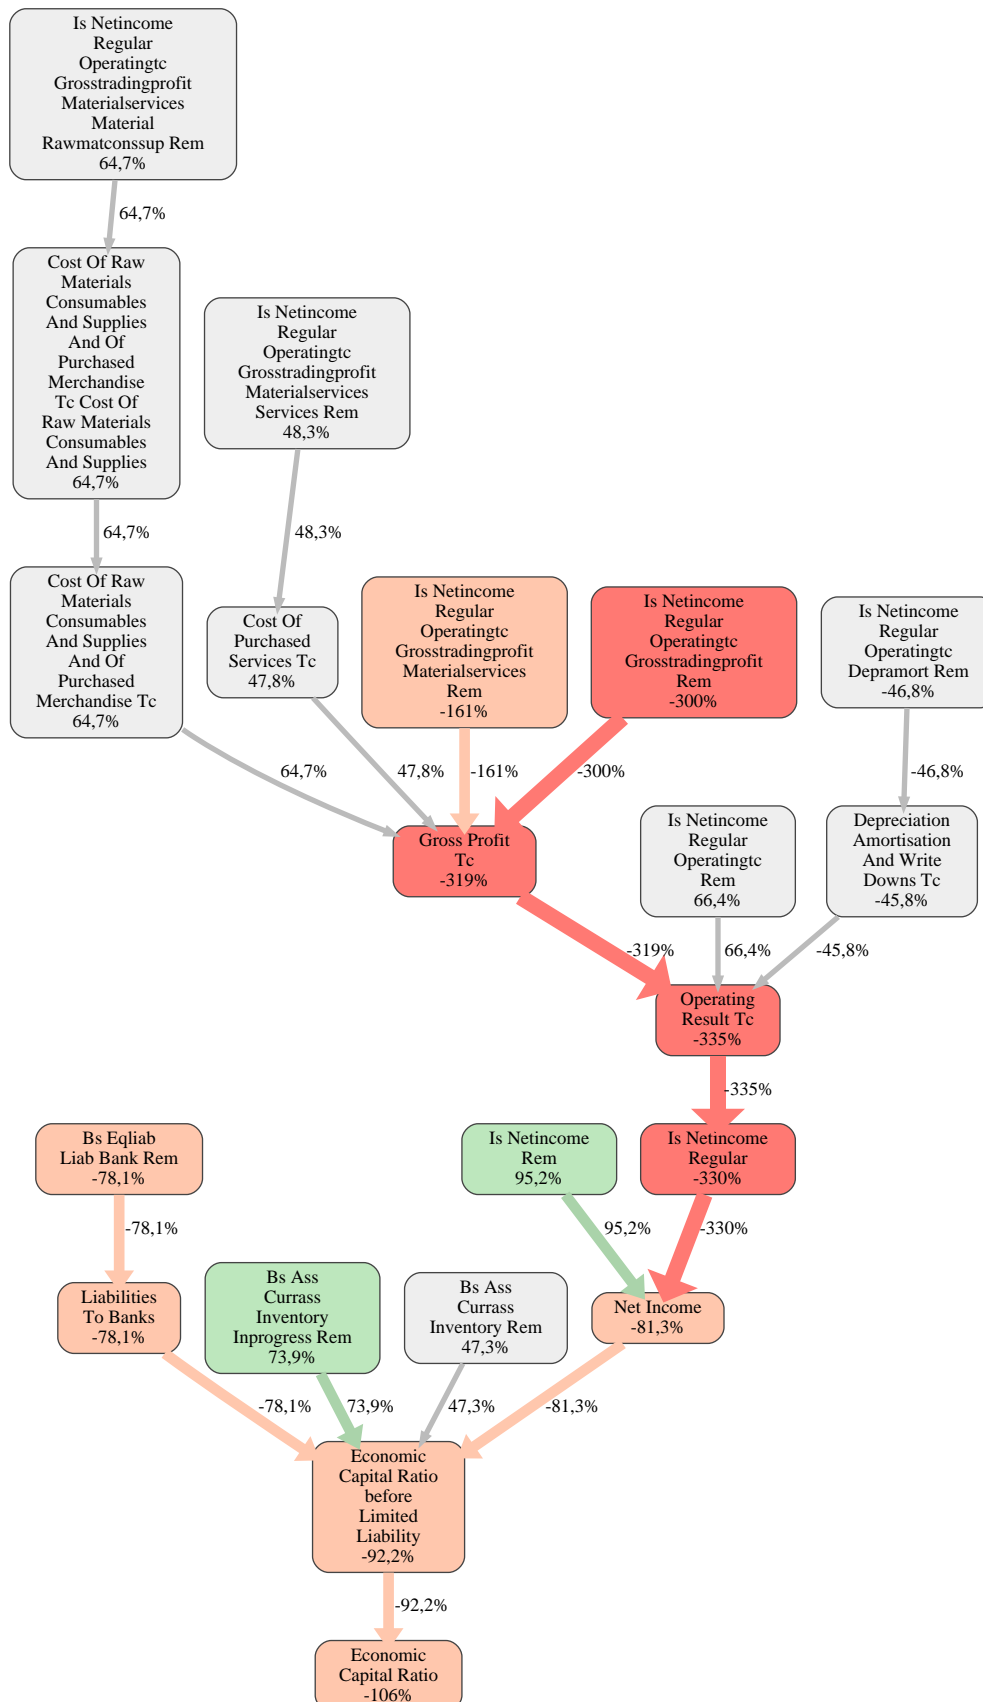 Is Netincome
Regular
Operatingtc
Grosstradingprofit
Materialservices
Material
Rawmatconssup Rem
64,7%
64,7%
Cost Of Raw
Materials
Consumables
And Supplies
And Of
Purchased
Merchandise
Tc Cost Of
Raw Materials
Consumables
And Supplies
64,7%
Is Netincome
Regular
Operatingtc
Grosstradingprofit
Materialservices
Services Rem
48,3%
64,7%
48,3%
Cost Of Raw
Materials
Consumables
And Supplies
And Of
Purchased
Merchandise Tc
64,7%
Cost Of
Purchased
Services Tc
47,8%
Is Netincome
Regular
Operatingtc
Grosstradingprofit
Materialservices
Rem
-161%
Is Netincome
Regular
Operatingtc
Grosstradingprofit
Rem
-300%
Is Netincome
Regular
Operatingtc
Depramort Rem
-46,8%
64,7%
47,8%
-161%
-300%
-46,8%
Gross Profit
Tc
-319%
Is Netincome
Regular
Operatingtc
Rem
66,4%
Depreciation
Amortisation
And Write
Downs Tc
-45,8%
-319%
66,4%
-45,8%
Operating
Result Tc
-335%
-335%
Bs Eqliab
Liab Bank Rem
-78,1%
Is Netincome
Rem
95,2%
Is Netincome
Regular
-330%
-78,1%
95,2%
-330%
Liabilities
To Banks
-78,1%
Bs Ass
Currass
Inventory
Inprogress Rem
73,9%
Bs Ass
Currass
Inventory Rem
47,3%
Net Income
-81,3%
-78,1%
73,9%
47,3%
-81,3%
Economic
Capital Ratio
before
Limited
Liability
-92,2%
-92,2%
Economic
Capital Ratio
-106%